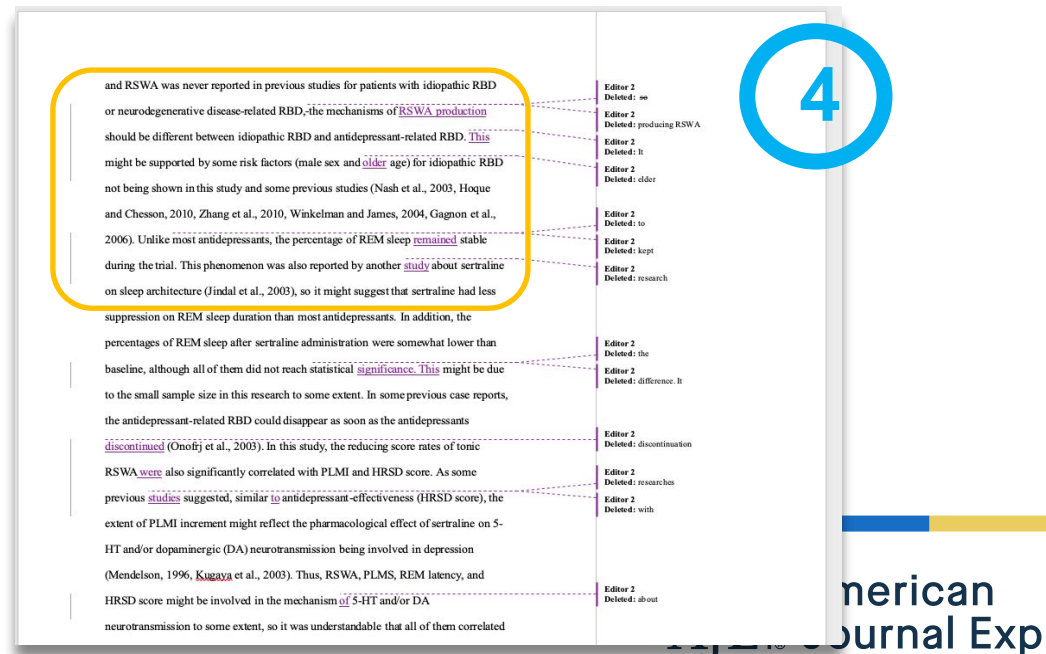 and RSWA was never reported in previous studies for patients with idiopathic RBD
or neurodegenerative disease-related RBD, the mechanisms of RSWA production
should be different between idiopathic RBD and antidepressant-related RBD. This
might be supported by some risk factors (male sex and older age) for idiopathic RBD
not being shown in this study and some previous studies (Nash et al., 2003, Hoque
and Chesson, 2010, Zhang et al., 2010, Winkelman and James, 2004, Gagnon et al.,
2006). Unlike most antidepressants, the percentage of REM sleep remained stable
during the trial. This phenomenon was also reported by another study about sertraline
on sleep architecture (Jindal et al., 2003), so it might suggest that sertraline had less
suppression on REM sleep duration than most antidepressants. In addition, the
percentages of REM sleep after sertraline administration were somewhat lower than
baseline, although all of them did not reach statistical significance. This might be due
to the small sample size in this research to some extent. In some previous case reports,
the antidepressant-related RBD could disappear as soon as the antidepressants
discontinued (Onofrj et al., 2003). In this study, the reducing score rates of tonic
RSWA were also significantly correlated with PLMI and HRSD score. As some
previous studies suggested, similar to antidepressant-effectiveness (HRSD score), the
extent of PLMI increment might reflect the pharmacological effect of sertraline on 5-
HT and/or dopaminergic (DA) neurotransmission being involved in depression
(Mendelson, 1996, Kugaya et al., 2003). Thus, RSWA, PLMS, REM latency, and
HRSD score might be involved in the mechanism of 5-HT and/or DA
neurotransmission to some extent, so it was understandable that all of them correlated
Editor 2
Deleted: so
Editor 2
Deleted: producing RSWA
Editor 2
Deleted: It
Editor 2
Deleted: elder
Editor 2
Deleted: to
Editor 2
Deleted: kept
Editor 2
Deleted: research
Editor 2
Deleted: the
Editor 2
Deleted: difference. It
Editor 2
Deleted: discontinuation
Editor 2
Deleted: researches
Editor 2
Deleted: with
Editor 2
Deleted: about
4
merican
ournal Exp